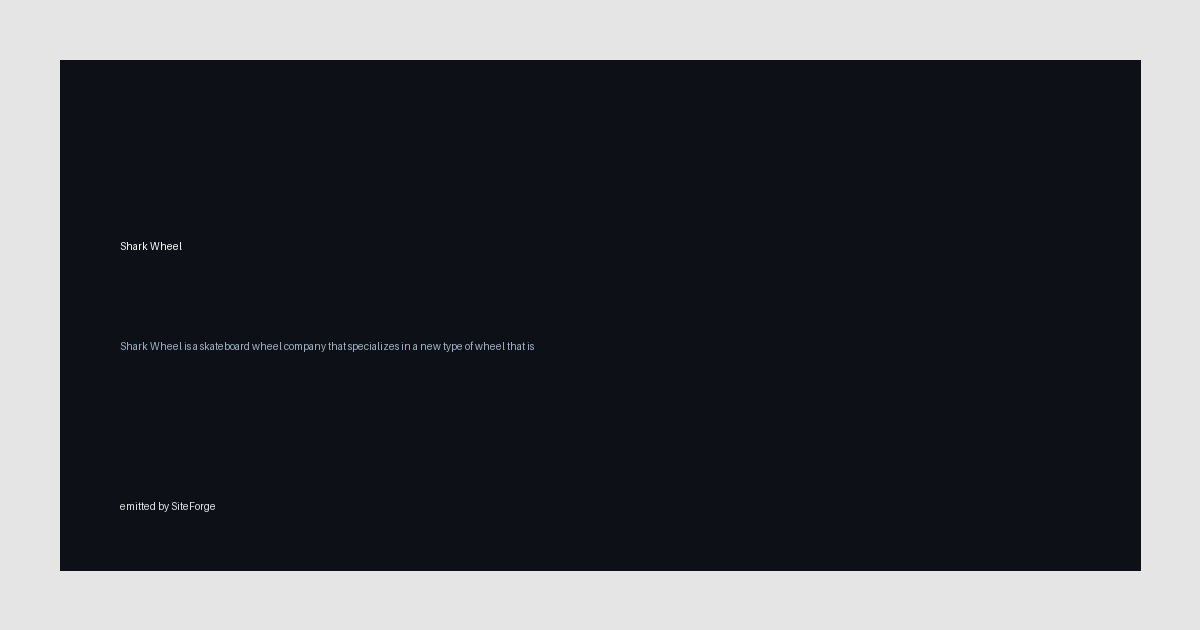 Shark Wheel
Shark Wheel is a skateboard wheel company that specializes in a new type of wheel that is
emitted by SiteForge